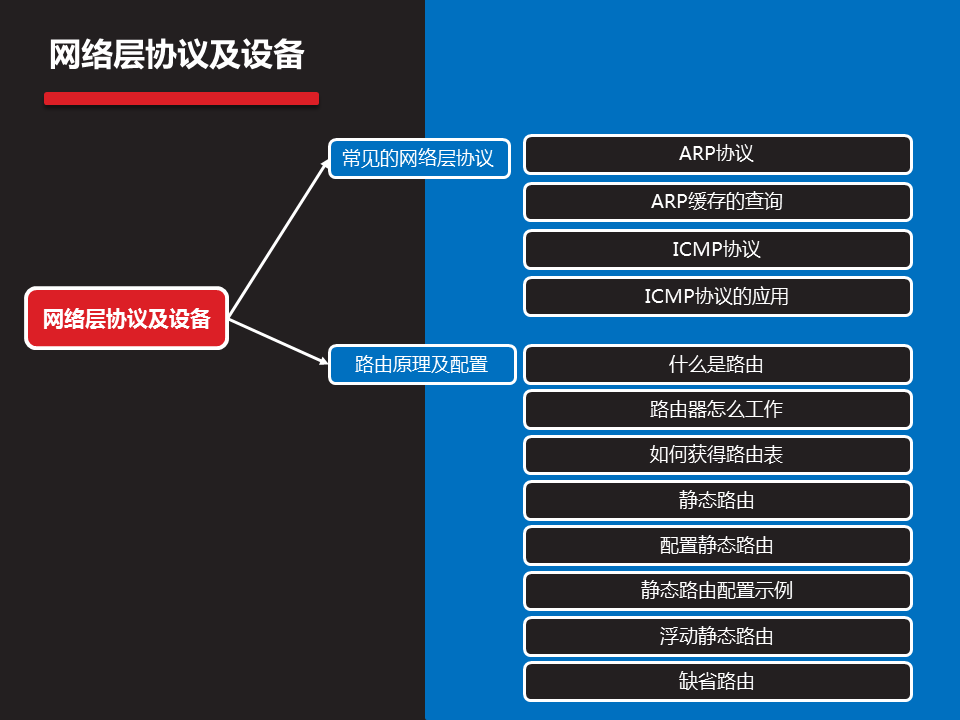 网络层协议及设备
常见的网络层协议
ARP协议
ARP缓存的查询
ICMP协议
ICMP协议的应用
网络层协议及设备
路由原理及配置
什么是路由
路由器怎么工作
如何获得路由表
静态路由
配置静态路由
静态路由配置示例
浮动静态路由
缺省路由